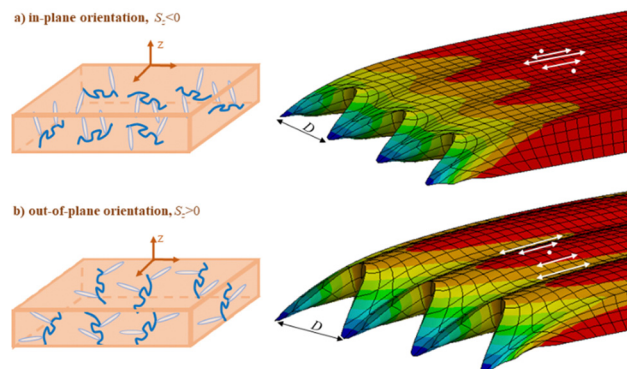 a) in-plane orientation, Sz<0
z
D
b) out-of-plane orientation, Sz>0
z
D